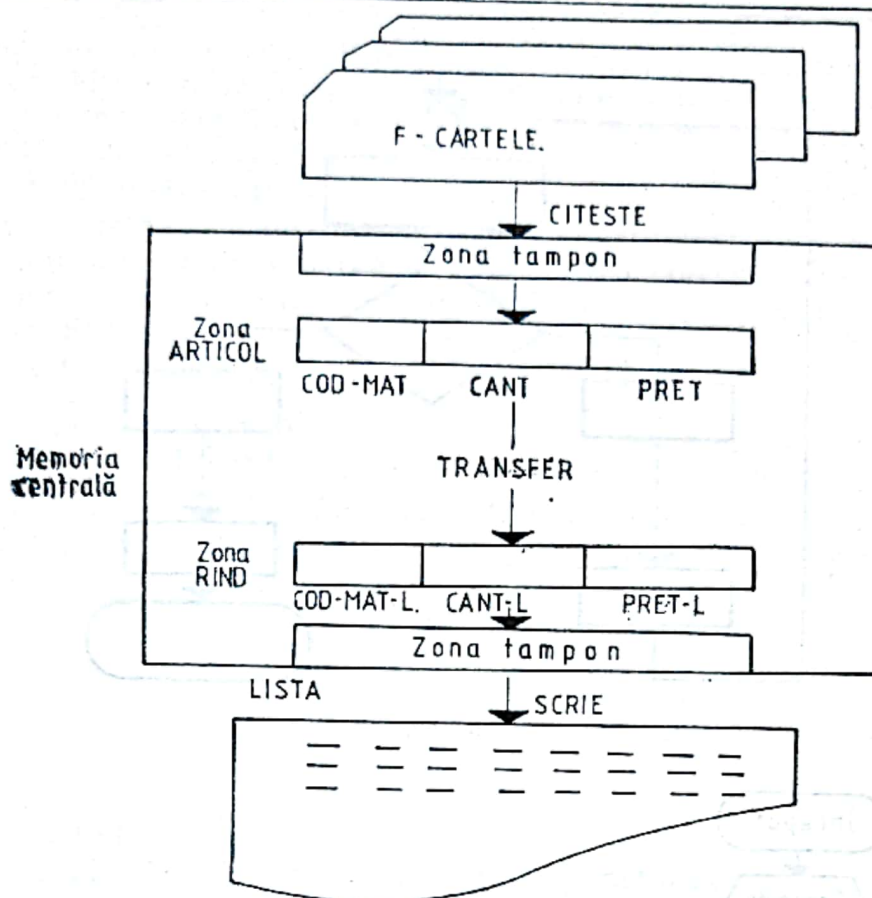 F - CARTELE.
CITESTE
Zona tampon
Zona
ARTICOL
COD-MAT CANT PRET
Memoria
centrală
TRANSFER
Zona
RIND
COD-MAT-L. CANT-L PRET-L
Zona tampon
LISTA
SCRIE